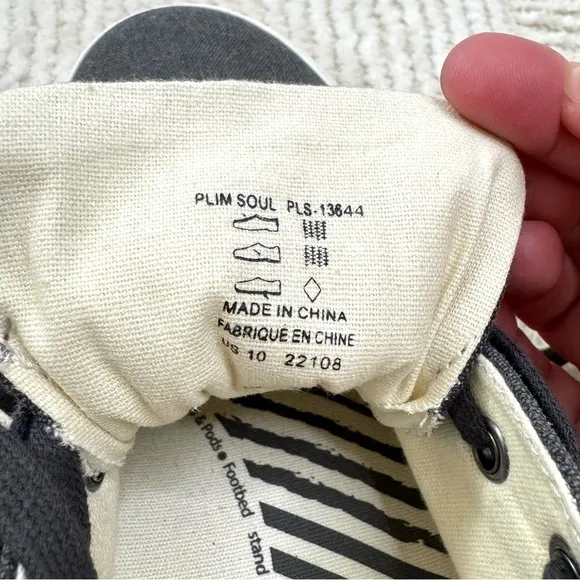 PLIM SOUL PLS-13644
MADE IN CHINA
FABRIQUÉ EN CHINE
US 10 22108
Pods Footbed stand